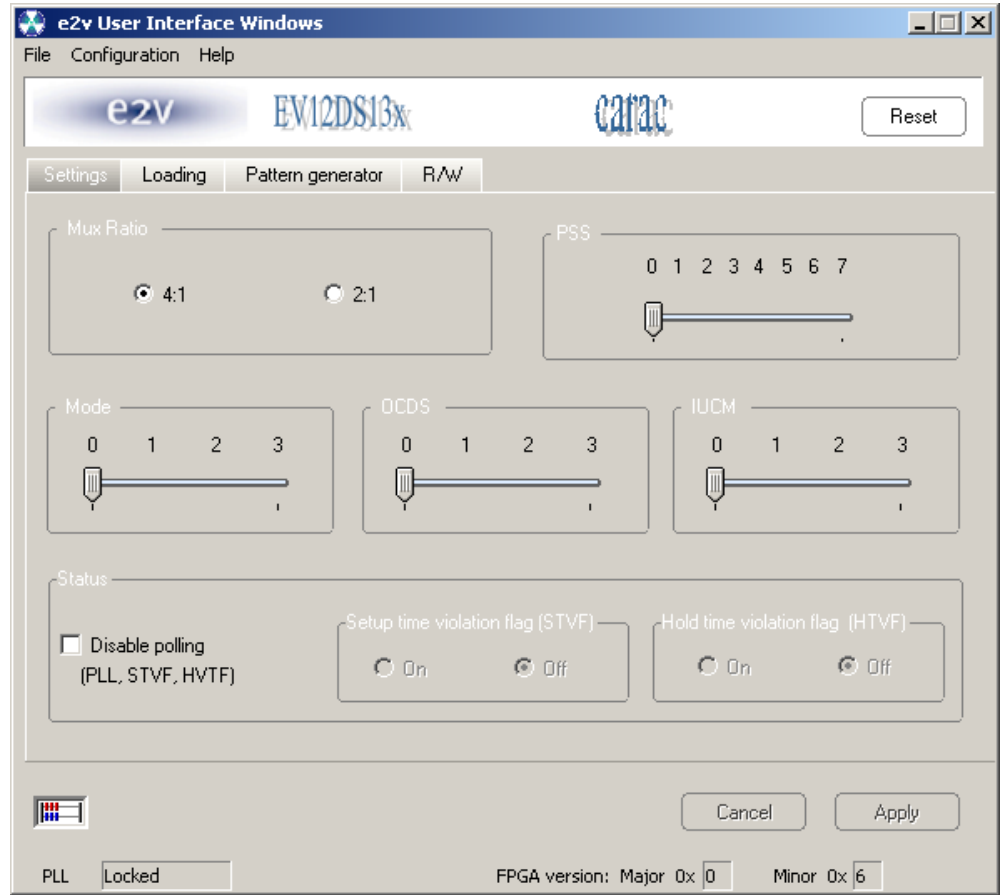 e2v User Interface Windows
File Configuration Help
e2v EV12DS13x carac Reset
Settings Loading Pattern generator R/W
Mux Ratio
4:1 2:1
PSS
0 1 2 3 4 5 6 7
Mode
0 1 2 3
OCDS
0 1 2 3
IUCM
0 1 2 3
Status
Disable polling
(PLL, STVF, HVTF)
Setup time violation flag (STVF)
On Off
Hold time violation flag (HTVF)
On Off
Cancel Apply
PLL Locked FPGA version: Major 0x 0 Minor 0x 6